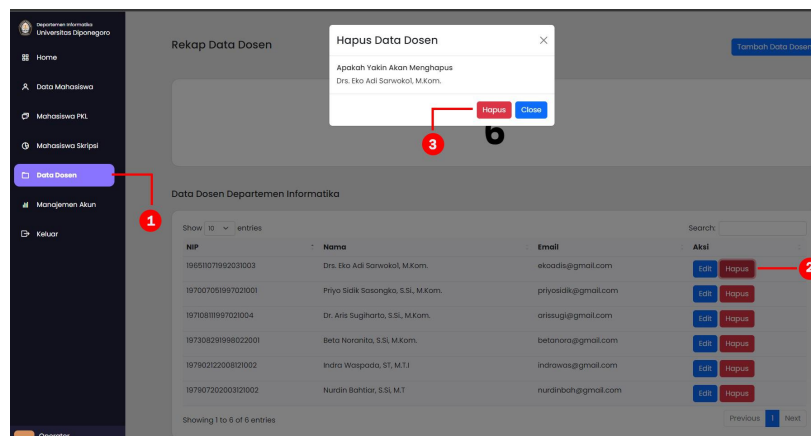 Departemen Informatika
Universitas Diponegoro
Home
Data Mahasiswa
Mahasiswa PKL
Mahasiswa Skripsi
Data Dosen
Manajemen Akun
Keluar
Operator
1
Rekap Data Dosen
Tambah Data Dosen
Hapus Data Dosen
Apakah Yakin Akan Menghapus
Drs. Eko Adi Sarwoko1, M.Kom.
Hapus Close
3
6
Data Dosen Departemen Informatika
Show 10 entries Search:
NIP Nama Email Aksi
196511071992031003 Drs. Eko Adi Sarwoko1, M.Kom. ekoadis@gmail.com Edit Hapus 2
197007051997021001 Priyo Sidik Sasongko, S.Si., M.Kom. priyosidik@gmail.com Edit Hapus
197108111997021004 Dr. Aris Sugiharto, S.Si., M.Kom. arissugi@gmail.com Edit Hapus
197308291998022001 Beta Noranita, S.Si, M.Kom. betanora@gmail.com Edit Hapus
197902122008121002 Indra Waspada, ST, M.T.I indrawas@gmail.com Edit Hapus
197907202003121002 Nurdin Bahtiar, S.Si, M.T nurdinbah@gmail.com Edit Hapus
Showing 1 to 6 of 6 entries Previous 1 Next